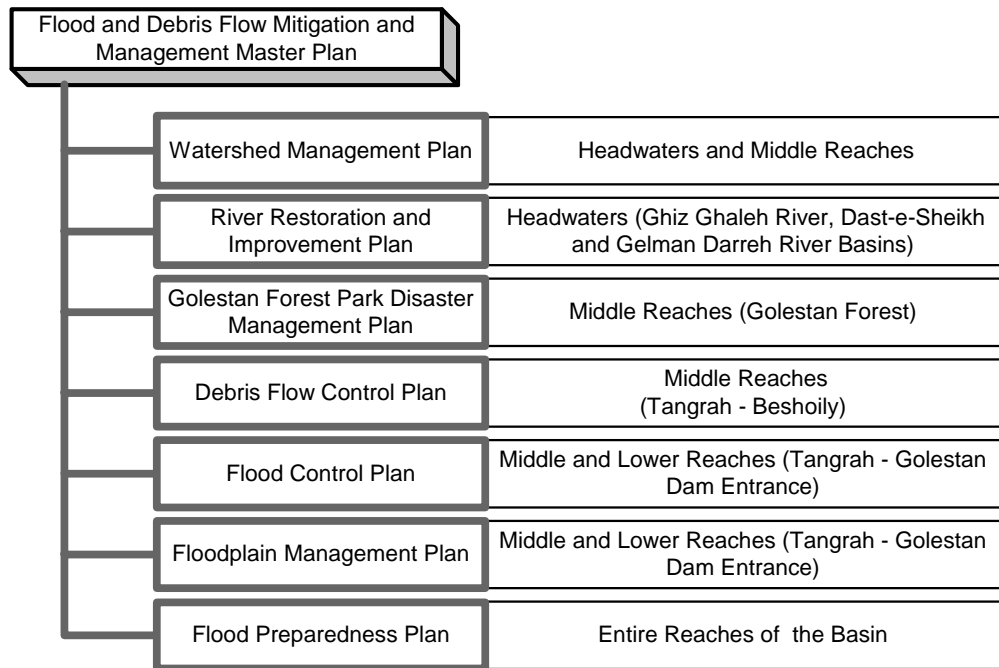 Flood and Debris Flow Mitigation and
Management Master Plan
Watershed Management Plan
Headwaters and Middle Reaches
River Restoration and
Improvement Plan
Headwaters (Ghiz Ghaleh River, Dast-e-Sheikh
and Gelman Darreh River Basins)
Golestan Forest Park Disaster
Management Plan
Middle Reaches (Golestan Forest)
Debris Flow Control Plan
Middle Reaches
(Tangrah - Beshoily)
Flood Control Plan
Middle and Lower Reaches (Tangrah - Golestan
Dam Entrance)
Floodplain Management Plan
Middle and Lower Reaches (Tangrah - Golestan
Dam Entrance)
Flood Preparedness Plan
Entire Reaches of the Basin